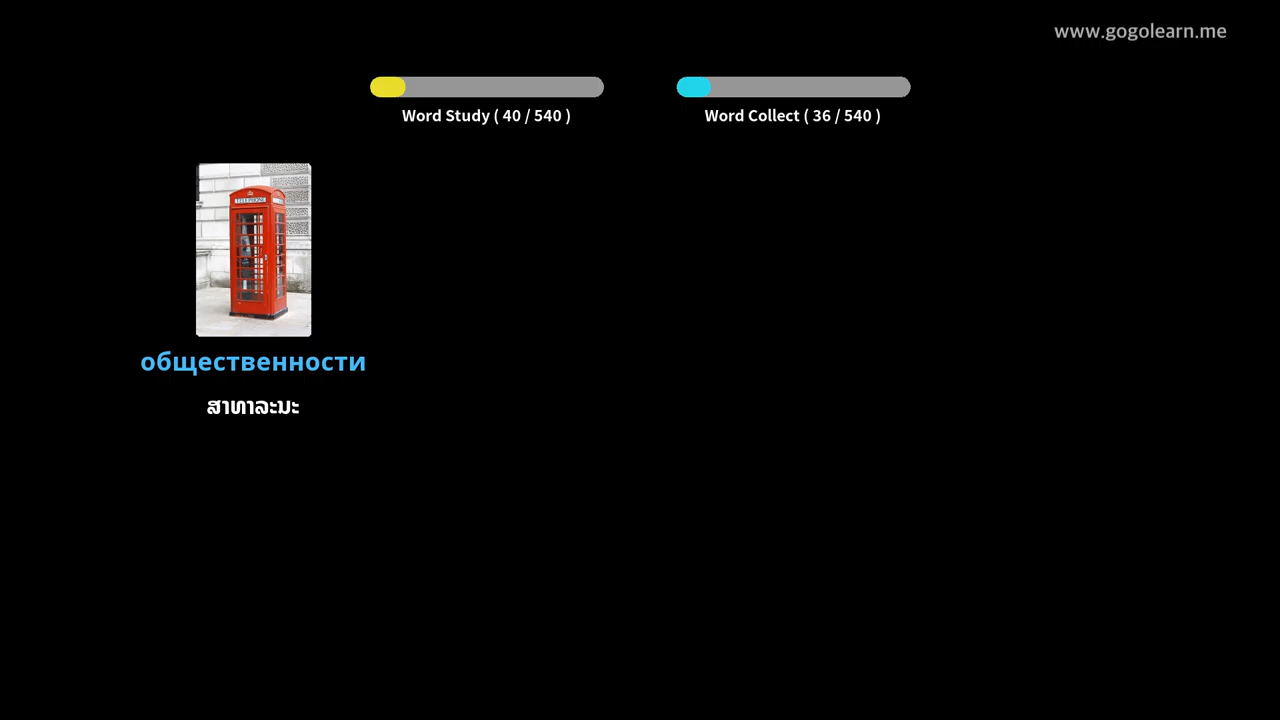 www.gogolearn.me
Word Study ( 40 / 540 )
Word Collect ( 36 / 540 )
TELEPHONE
общественности
ສາທາລະນະ